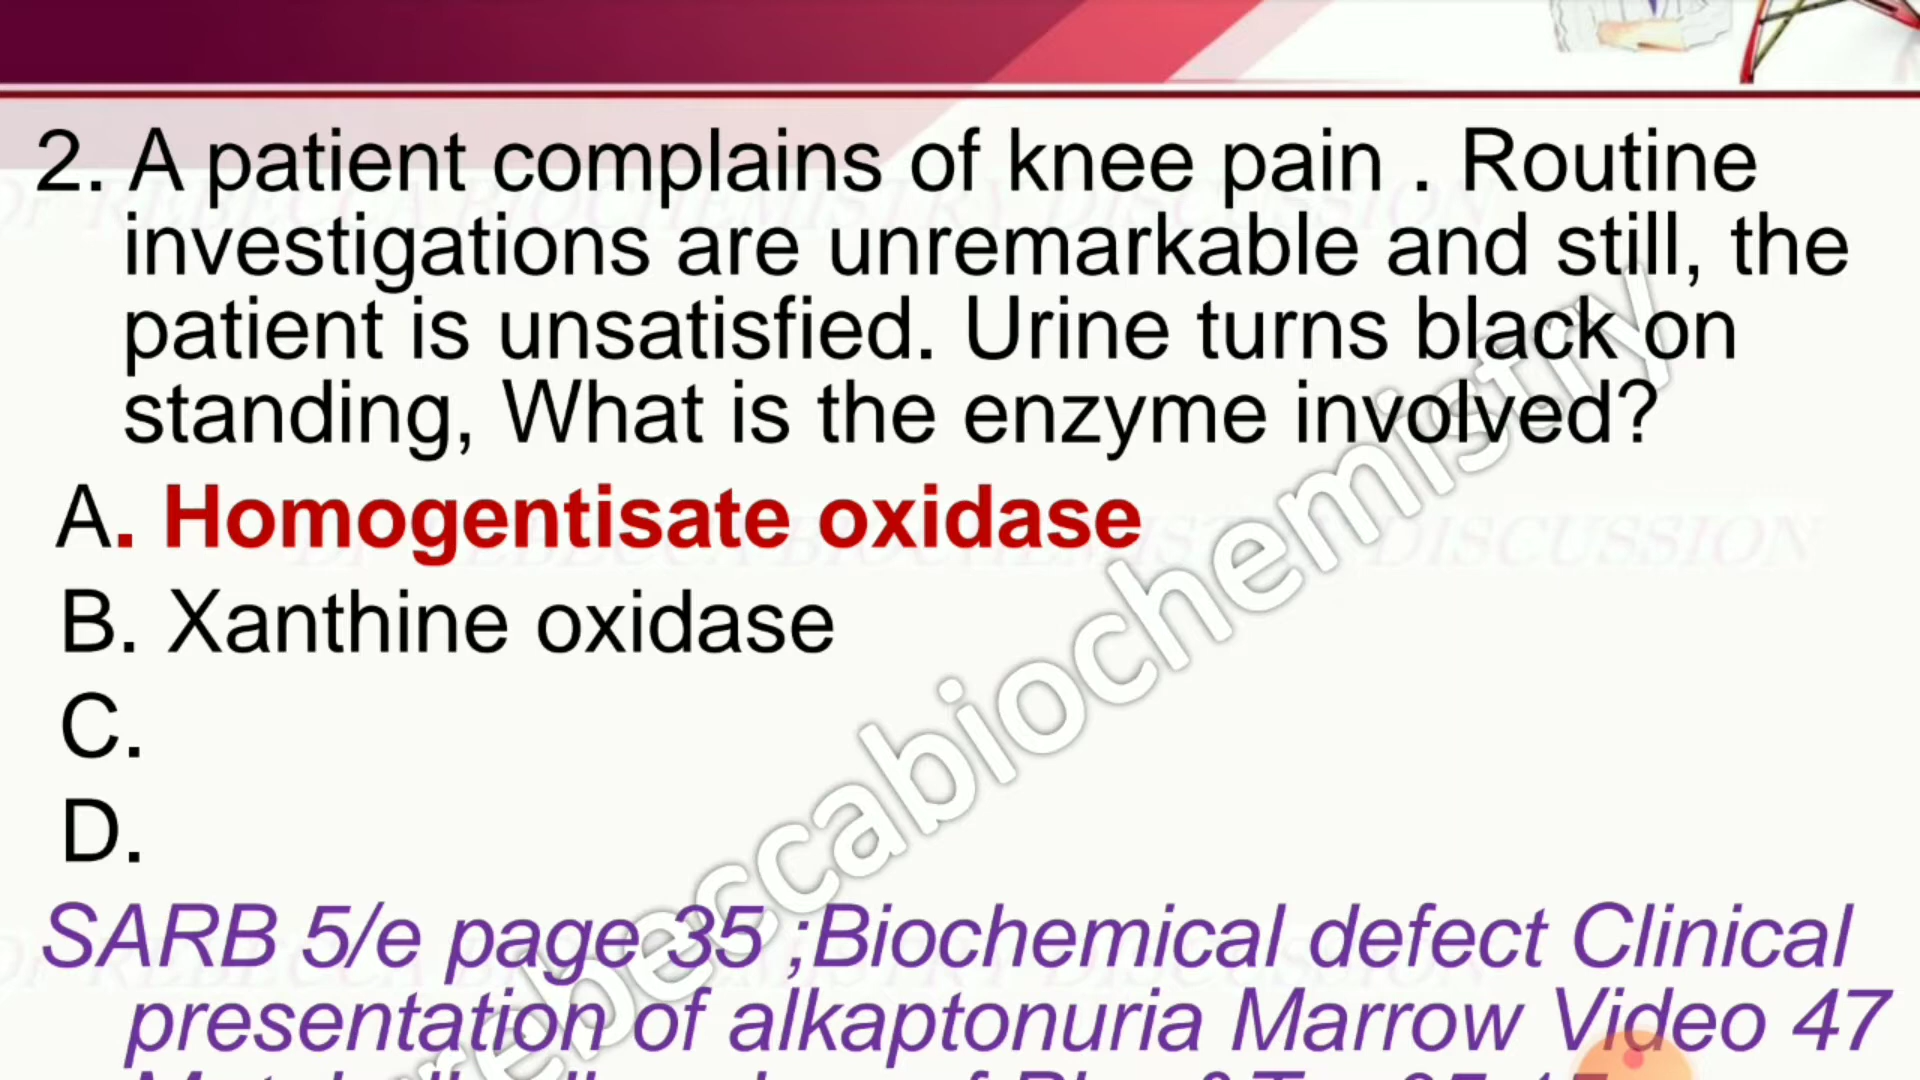 2. A patient complains of knee pain . Routine
investigations are unremarkable and still, the
patient is unsatisfied. Urine turns black on
standing, What is the enzyme involved?
A. Homogentisate oxidase
B. Xanthine oxidase
C.
D.
SARB 5/e page 35 ;Biochemical defect Clinical
presentation of alkaptonuria Marrow Video 47
rebeccabiochemistry